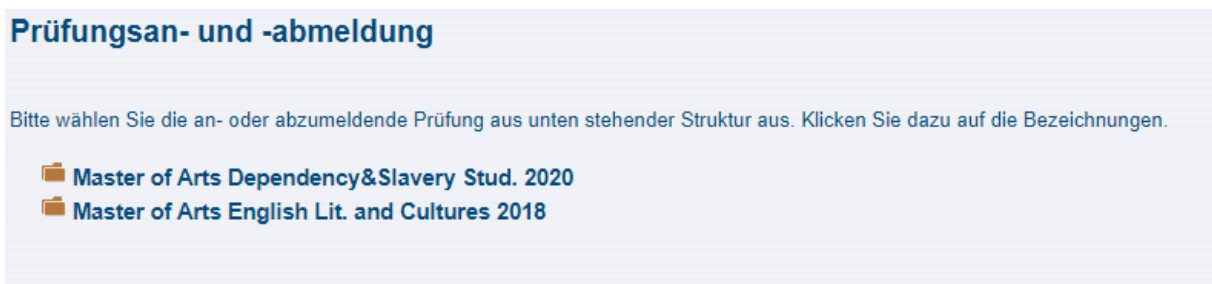 Prüfungsan- und -abmeldung
Bitte wählen Sie die an- oder abzumeldende Prüfung aus unten stehender Struktur aus. Klicken Sie dazu auf die Bezeichnungen.
Master of Arts Dependency&Slavery Stud. 2020
Master of Arts English Lit. and Cultures 2018